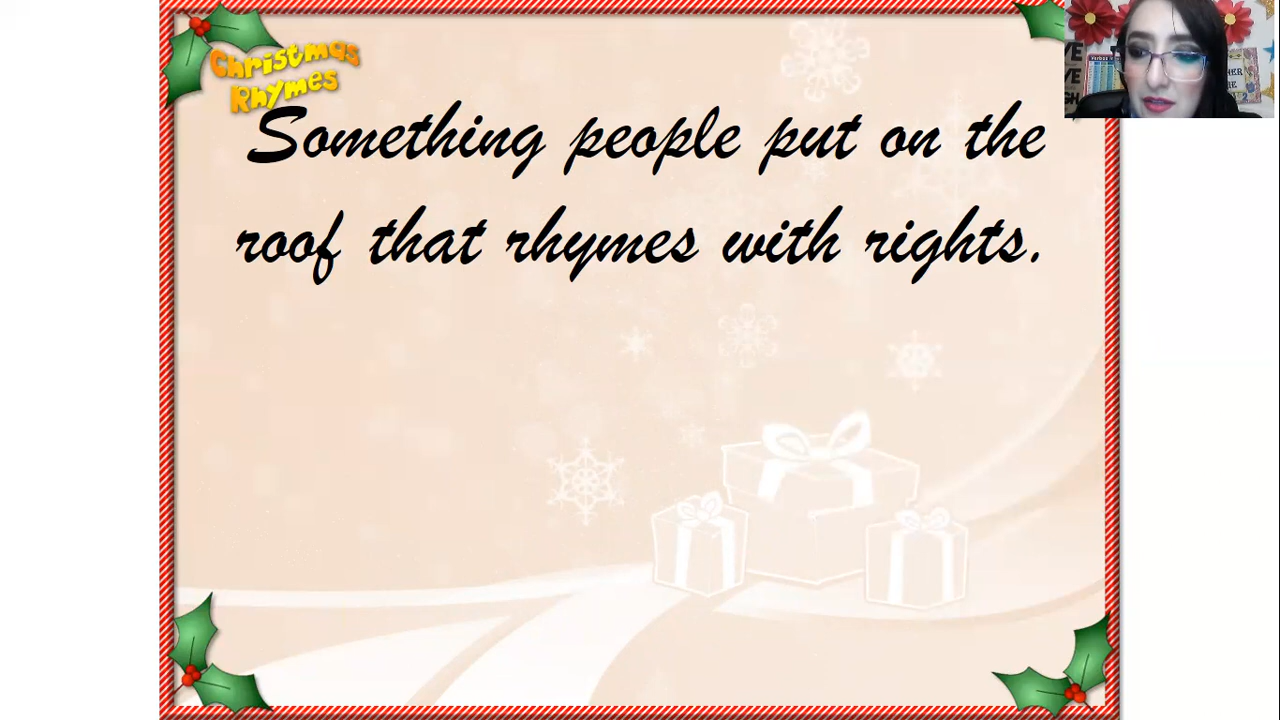 Christmas
Rhymes
Something people put on the
roof that rhymes with rights.